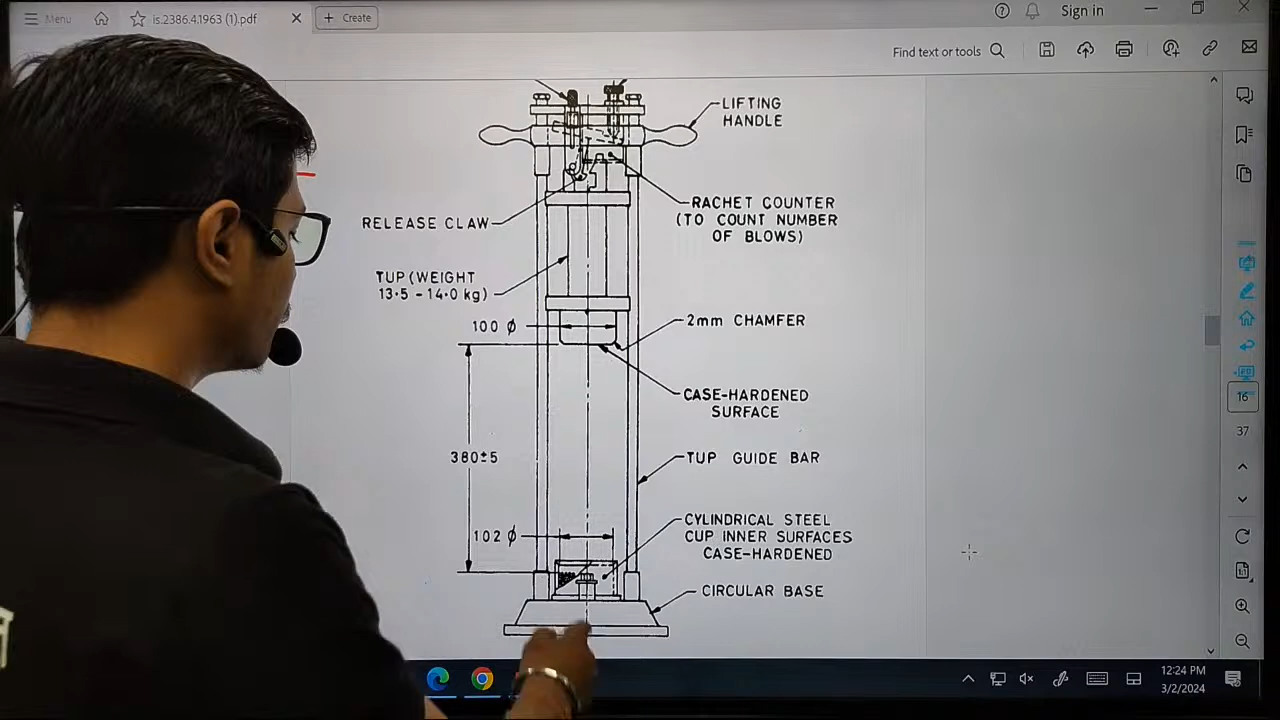 Menu
is.2386.4.1963 (1).pdf
Create
Sign in
Find text or tools
LIFTING
HANDLE
RACHET COUNTER
(TO COUNT NUMBER
OF BLOWS)
RELEASE CLAW
TUP (WEIGHT
13·5 – 14·0 kg)
100 ϕ
2mm CHAMFER
CASE-HARDENED
SURFACE
380±5
TUP GUIDE BAR
102 ϕ
CYLINDRICAL STEEL
CUP INNER SURFACES
CASE-HARDENED
CIRCULAR BASE
16
37
1:1
12:24 PM
3/2/2024